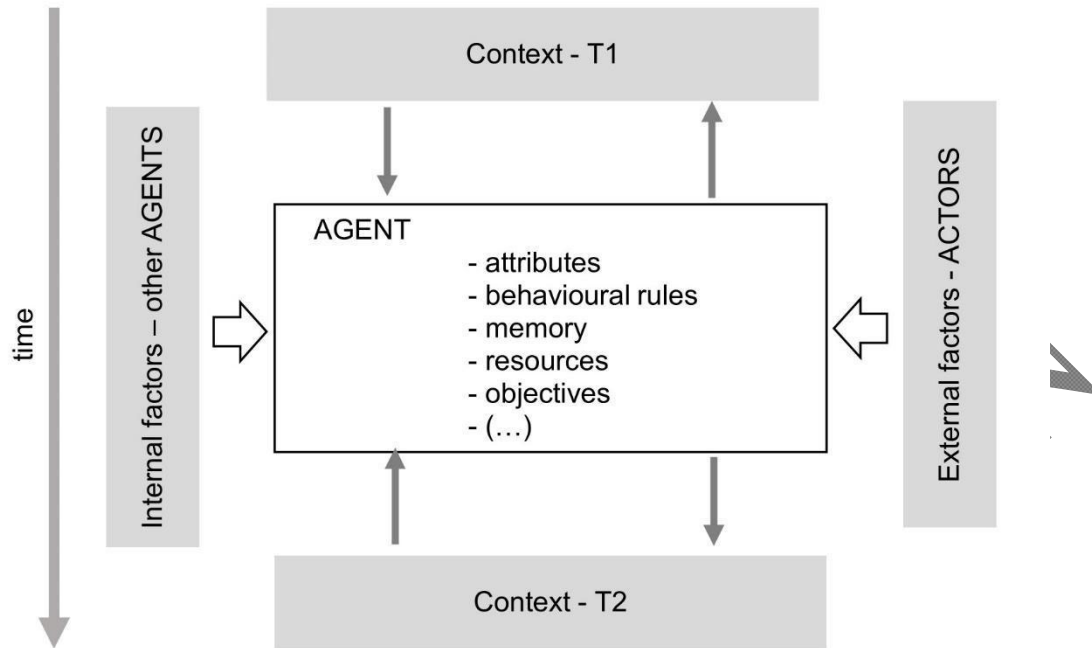 Context - T1
Internal factors – other AGENTS
External factors - ACTORS
time
AGENT
- attributes
- behavioural rules
- memory
- resources
- objectives
- (…)
Context - T2